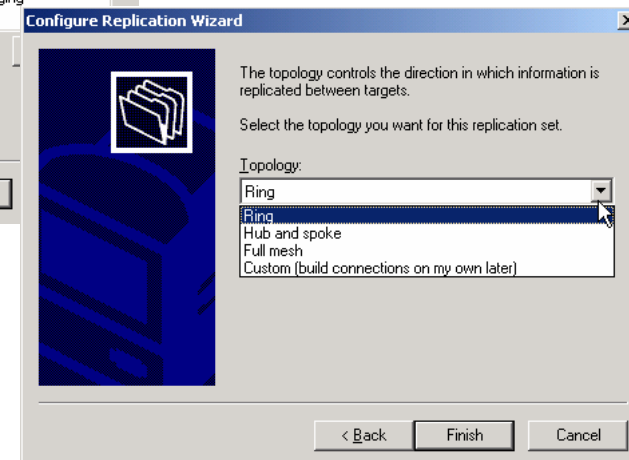 Configure Replication Wizard
The topology controls the direction in which information is
replicated between targets.
Select the topology you want for this replication set.
Topology:
Ring
Ring
Hub and spoke
Full mesh
Custom (build connections on my own later)
< Back
Finish
Cancel